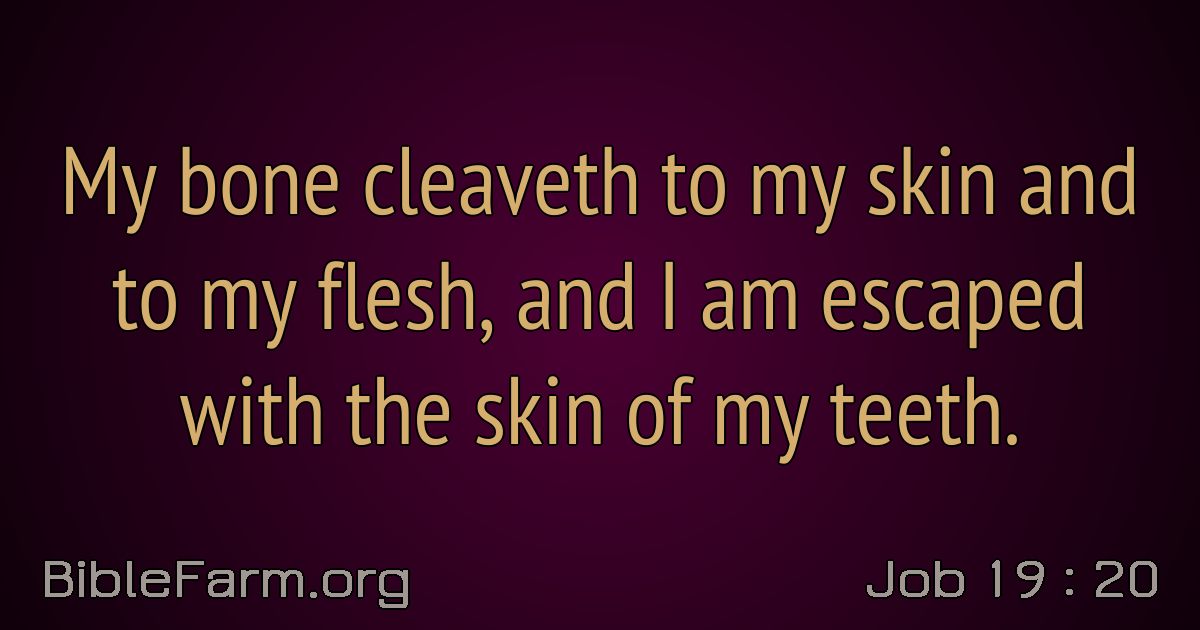 My bone cleaveth to my skin and
to my flesh, and I am escaped
with the skin of my teeth.
BibleFarm.org
Job 19 : 20